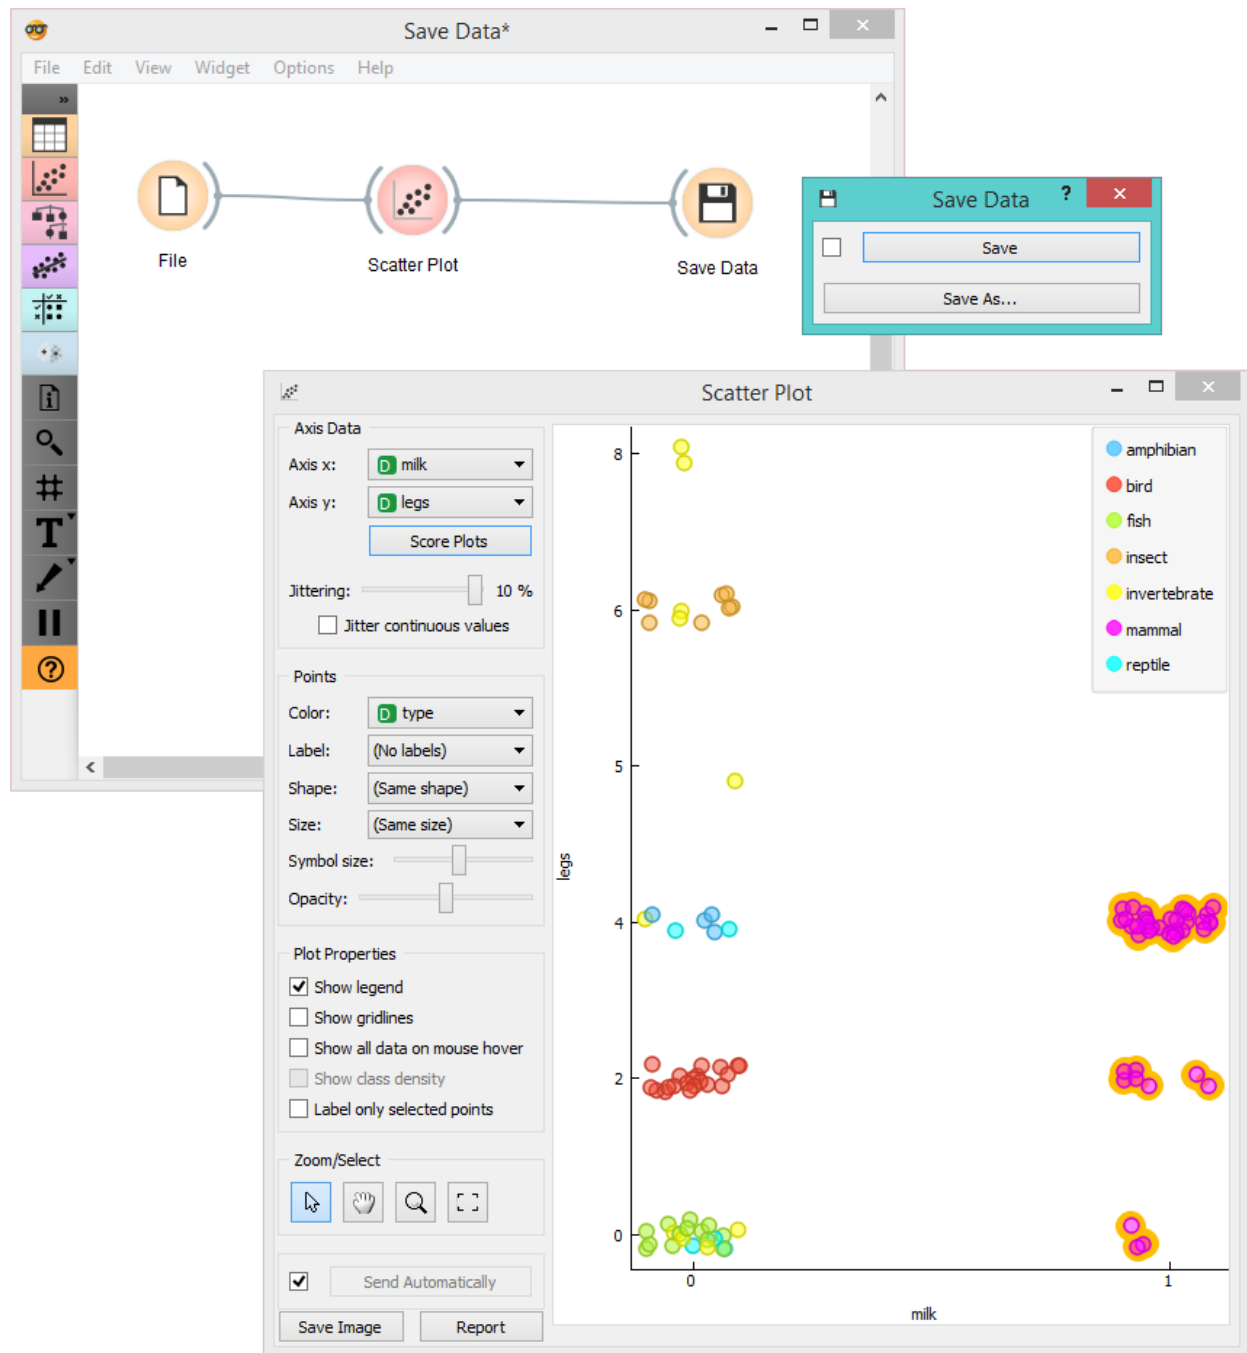 Save Data*
File Edit View Widget Options Help
»
File
Scatter Plot
Save Data
Save Data ?
Save
Save As...
Scatter Plot
Axis Data
Axis x: D milk
Axis y: D legs
Score Plots
Jittering: 10 %
Jitter continuous values
Points
Color: D type
Label: (No labels)
Shape: (Same shape)
Size: (Same size)
Symbol size:
Opacity:
Plot Properties
Show legend
Show gridlines
Show all data on mouse hover
Show class density
Label only selected points
Zoom/Select
Send Automatically
Save Image Report
8
6
5
4
2
0
legs
0 1
milk
amphibian
bird
fish
insect
invertebrate
mammal
reptile